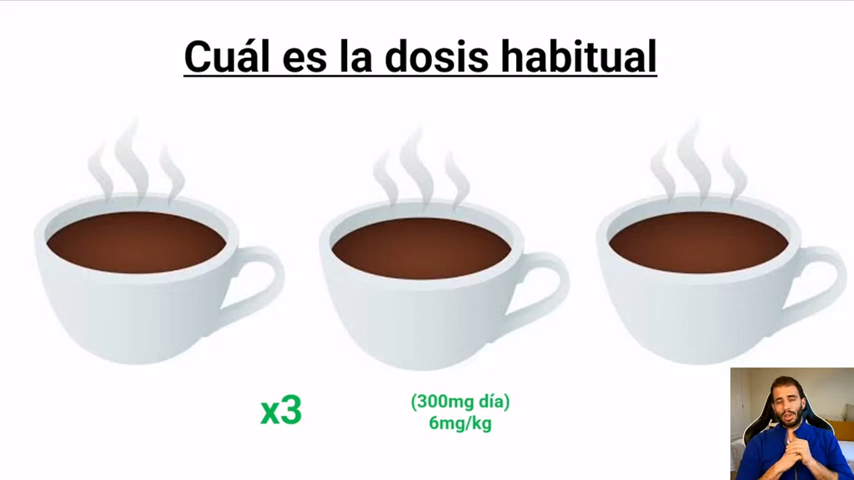 Cuál es la dosis habitual
x3
(300mg día)
6mg/kg